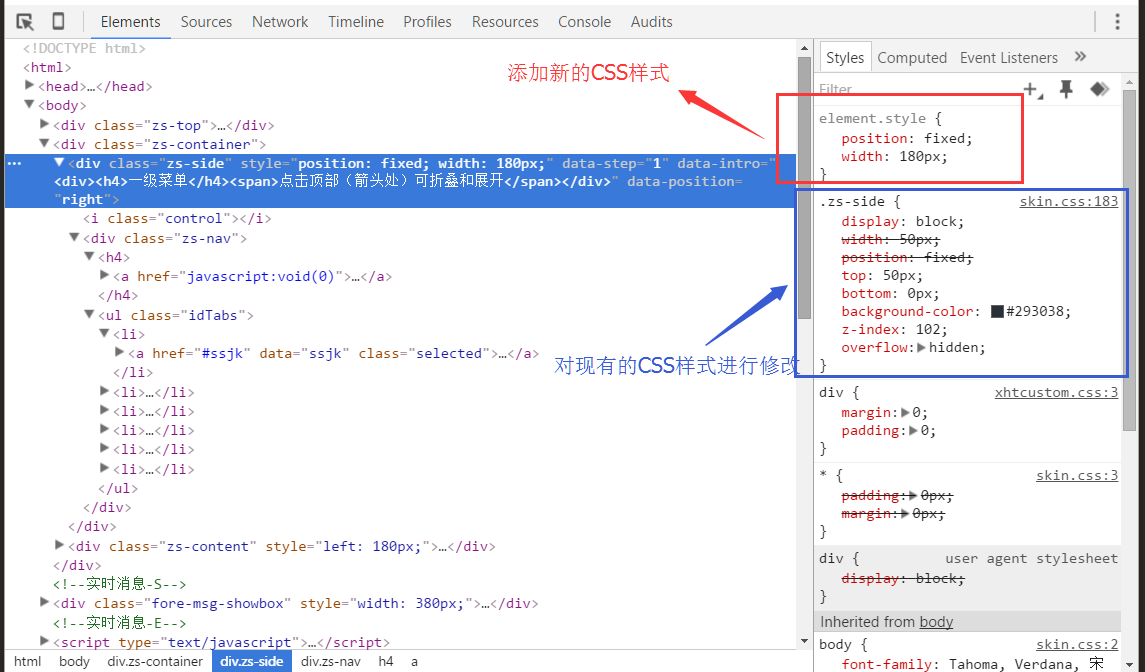 Elements Sources Network Timeline Profiles Resources Console Audits
<!DOCTYPE html>
<html>
<head>…</head>
<body>
<div class="zs-top">…</div>
<div class="zs-container">
<div class="zs-side" style="position: fixed; width: 180px;" data-step="1" data-intro="
<div><h4>一级菜单</h4><span>点击顶部（箭头处）可折叠和展开</span></div>" data-position=
"right">
<i class="control"></i>
<div class="zs-nav">
<h4>
<a href="javascript:void(0)">…</a>
</h4>
<ul class="idTabs">
<li>
<a href="#ssjk" data="ssjk" class="selected">…</a>
</li>
<li>…</li>
<li>…</li>
<li>…</li>
<li>…</li>
<li>…</li>
</ul>
</div>
</div>
<div class="zs-content" style="left: 180px;">…</div>
</div>
<!--实时消息-S-->
<div class="fore-msg-showbox" style="width: 380px;">…</div>
<!--实时消息-E-->
<script type="text/javascript">…</script>
html body div.zs-container div.zs-side div.zs-nav h4 a
添加新的CSS样式
对现有的CSS样式进行修改
Styles Computed Event Listeners
Filter
element.style {
position: fixed;
width: 180px;
}
.zs-side { skin.css:183
display: block;
width: 50px;
position: fixed;
top: 50px;
bottom: 0px;
background-color: #293038;
z-index: 102;
overflow: hidden;
}
div { xhtcustom.css:3
margin: 0;
padding: 0;
}
* { skin.css:3
padding: 0px;
margin: 0px;
}
div { user agent stylesheet
display: block;
}
Inherited from body
body { skin.css:2
font-family: Tahoma, Verdana, 宋